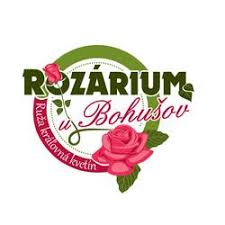 ROZÁRIUM
u Bohušov
Ruža kráľovná kvetín